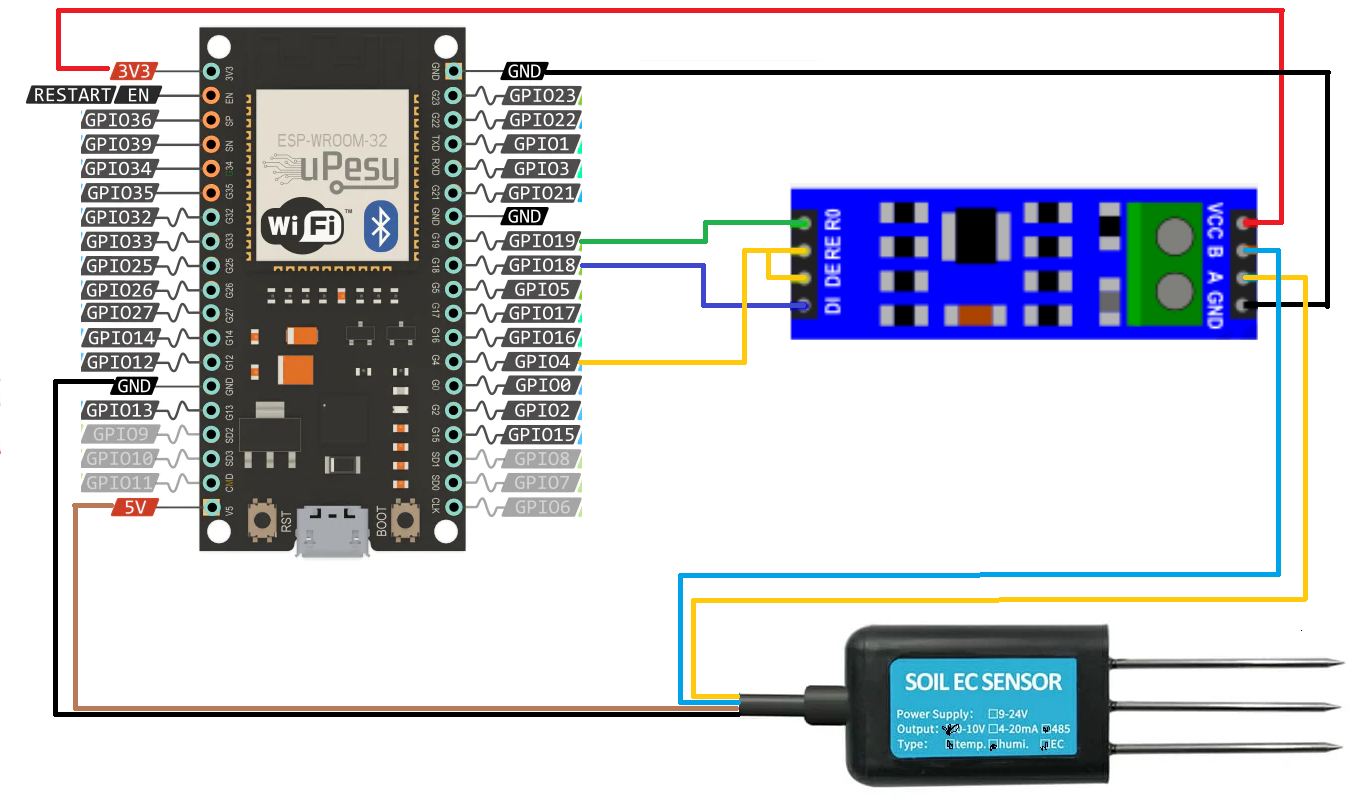 3V3
RESTART EN
GPIO36
GPIO39
GPIO34
GPIO35
GPIO32
GPIO33
GPIO25
GPIO26
GPIO27
GPIO14
GPIO12
GND
GPIO13
GPIO9
GPIO10
GPIO11
5V
3V3
EN
SP
SN
G34
G35
G32
G33
G25
G26
G27
G14
G12
GND
G13
SD2
SD3
CMD
V5
ESP-WROOM-32
uPesy
WiFi™
RST
BOOT
GND
G23
G22
TXD
RXD
G21
GND
G19
G18
G5
G17
G16
G4
G0
G2
G15
SD1
SD0
CLK
GND
GPIO23
GPIO22
GPIO1
GPIO3
GPIO21
GND
GPIO19
GPIO18
GPIO5
GPIO17
GPIO16
GPIO4
GPIO0
GPIO2
GPIO15
GPIO8
GPIO7
GPIO6
DI DE RE R0
VCC B A GND
SOIL EC SENSOR
Power Supply: □9-24V
Output: 0-10V □4-20mA 485
Type: temp. humi. EC